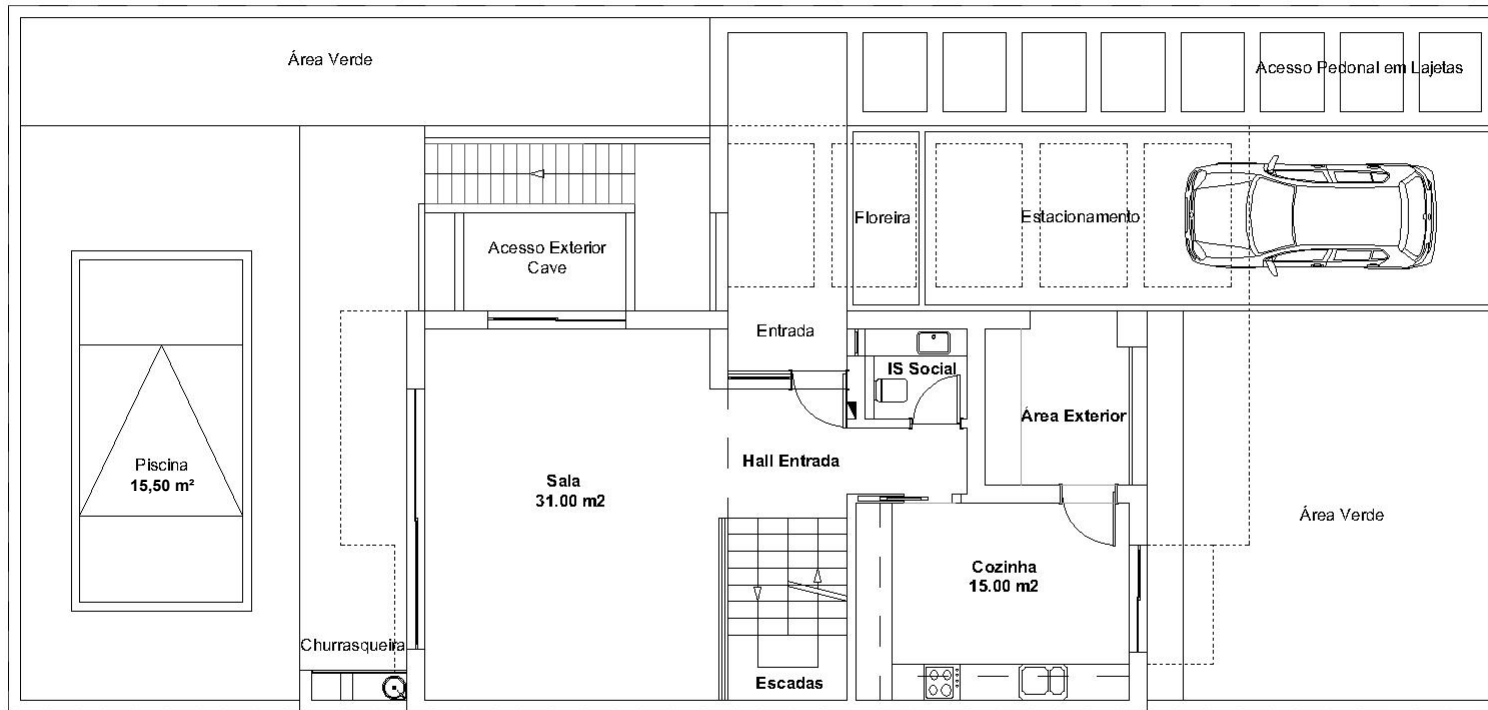 Área Verde
Acesso Pedonal em Lajetas
Floreira
Estacionamento
Acesso Exterior
Cave
Entrada
IS Social
Área Exterior
Hall Entrada
Piscina
15,50 m²
Sala
31.00 m2
Área Verde
Cozinha
15.00 m2
Churrasqueira
Escadas